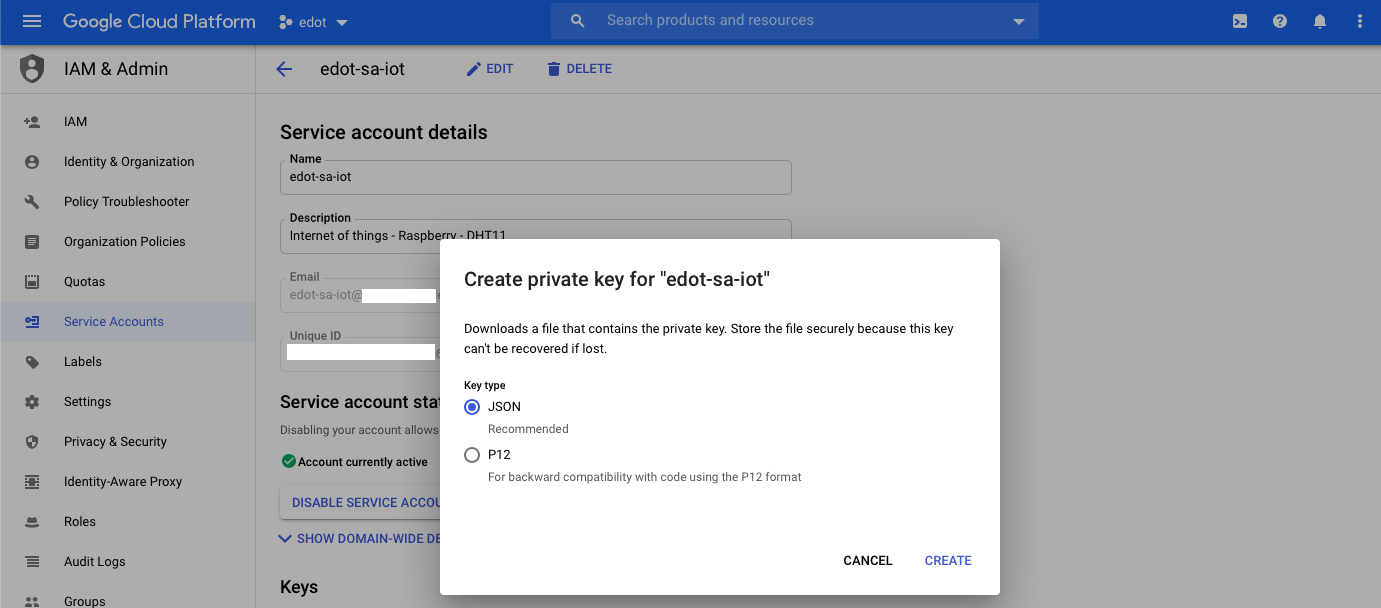 Google Cloud Platform
edot
Search products and resources
IAM & Admin
edot-sa-iot
EDIT
DELETE
IAM
Identity & Organization
Policy Troubleshooter
Organization Policies
Quotas
Service Accounts
Labels
Settings
Privacy & Security
Identity-Aware Proxy
Roles
Audit Logs
Groups
Service account details
Name
edot-sa-iot
Description
Internet of things - Raspberry - DHT11
Email
edot-sa-iot@
Unique ID
Service account stat
Disabling your account allows
Account currently active
DISABLE SERVICE ACCOU
SHOW DOMAIN-WIDE DE
Keys
Create private key for "edot-sa-iot"
Downloads a file that contains the private key. Store the file securely because this key
can't be recovered if lost.
Key type
JSON
Recommended
P12
For backward compatibility with code using the P12 format
CANCEL
CREATE